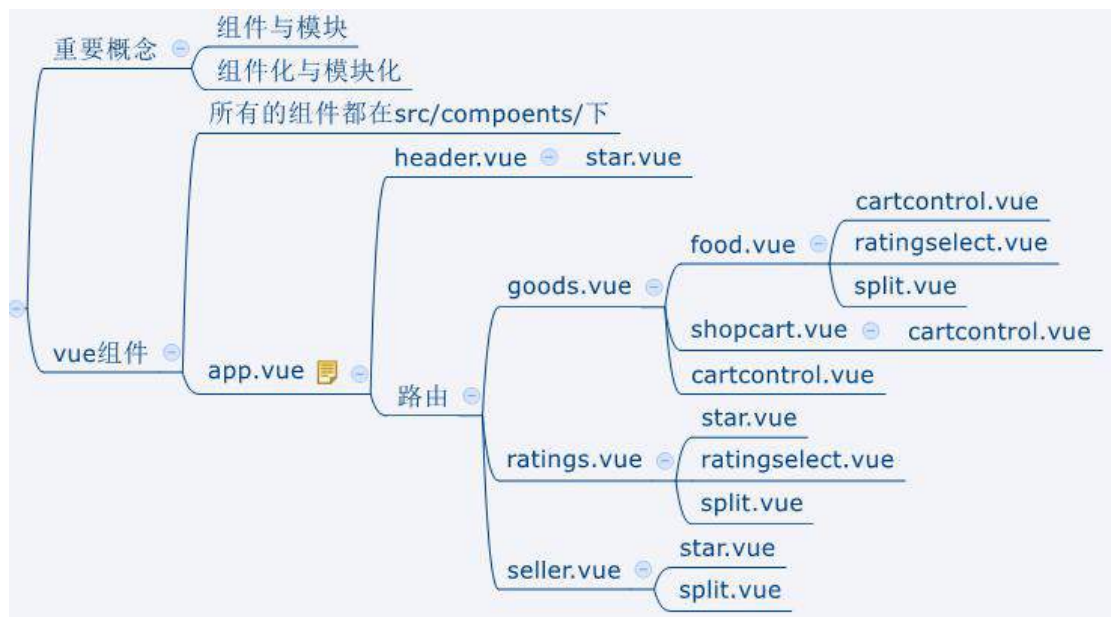 重要概念
组件与模块
组件化与模块化
vue组件
所有的组件都在src/compoents/下
app.vue
header.vue
star.vue
路由
goods.vue
food.vue
cartcontrol.vue
ratingselect.vue
split.vue
shopcart.vue
cartcontrol.vue
cartcontrol.vue
ratings.vue
star.vue
ratingselect.vue
split.vue
seller.vue
star.vue
split.vue